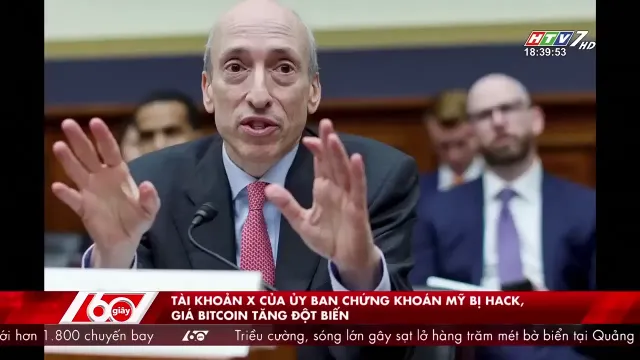 HTV7 HD
18:39:53
TÀI KHOẢN X CỦA ỦY BAN CHỨNG KHOÁN MỸ BỊ HACK,
GIÁ BITCOIN TĂNG ĐỘT BIẾN
60 giây
ới hơn 1.800 chuyến bay
60 giây
Triều cường, sóng lớn gây sạt lở hàng trăm mét bờ biển tại Quảng